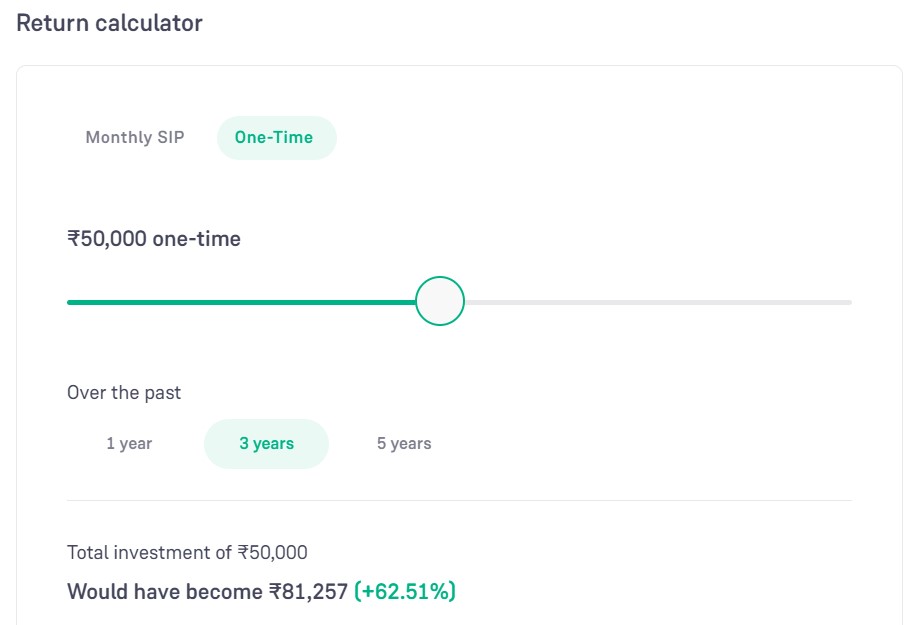 Return calculator
Monthly SIP One-Time
₹50,000 one-time
Over the past
1 year 3 years 5 years
Total investment of ₹50,000
Would have become ₹81,257 (+62.51%)